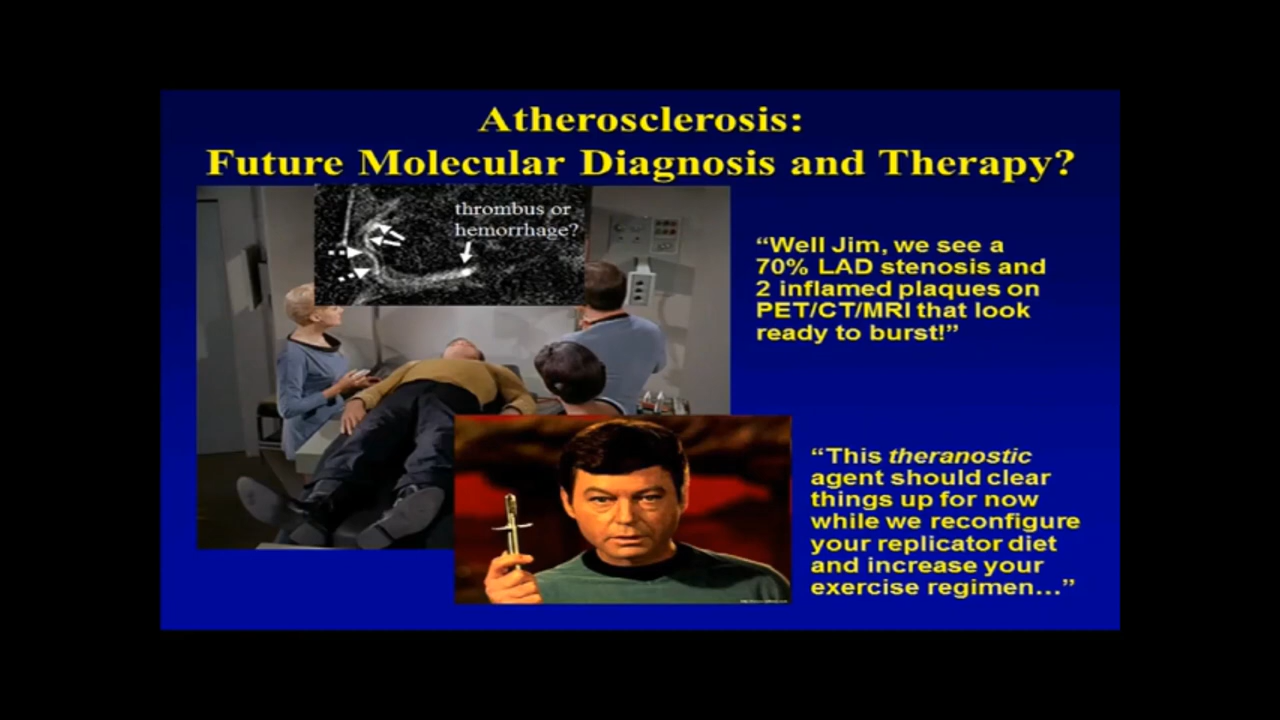 Atherosclerosis:
Future Molecular Diagnosis and Therapy?
thrombus or
hemorrhage?
“Well Jim, we see a
70% LAD stenosis and
2 inflamed plaques on
PET/CT/MRI that look
ready to burst!”
“This theranostic
agent should clear
things up for now
while we reconfigure
your replicator diet
and increase your
exercise regimen...”